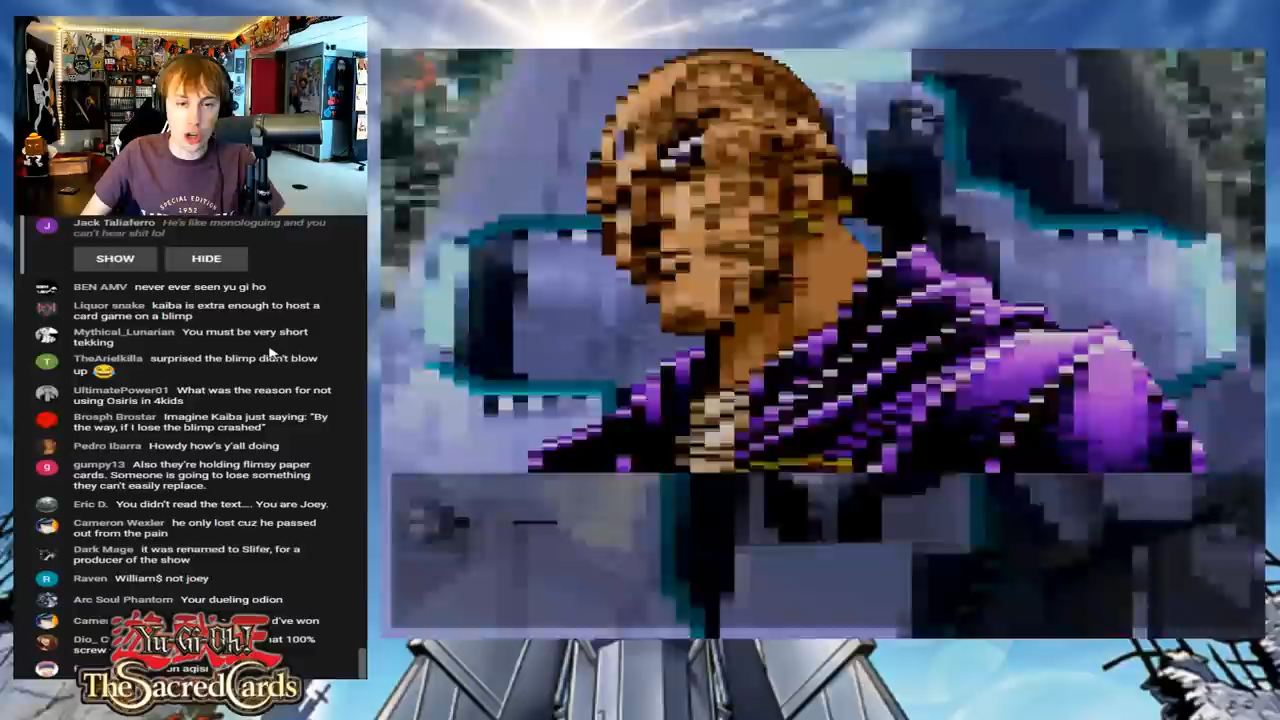 SPECIAL EDITION
1952
Jack Taliaferro He's like monologuing and you
can't hear shit lol
SHOW HIDE
BEN AMV never ever seen yu gi ho
Liquor snake kaiba is extra enough to host a
card game on a blimp
Mythical_Lunarian You must be very short
tekking
TheArielkilla surprised the blimp didn't blow
up 😂
UltimatePower01 What was the reason for not
using Osiris in 4kids
Brosph Brostar Imagine Kaiba just saying: "By
the way, if I lose the blimp crashed"
Pedro Ibarra Howdy how's y'all doing
gumpy13 Also they're holding flimsy paper
cards. Someone is going to lose something
they can't easily replace.
Eric D. You didn't read the text.... You are Joey.
Cameron Wexler he only lost cuz he passed
out from the pain
Dark Mage it was renamed to Slifer, for a
producer of the show
Raven William$ not joey
Arc Soul Phantom Your dueling odion
d've won
100%
screw
遊戯王
Yu-Gi-Oh!
The Sacred Cards